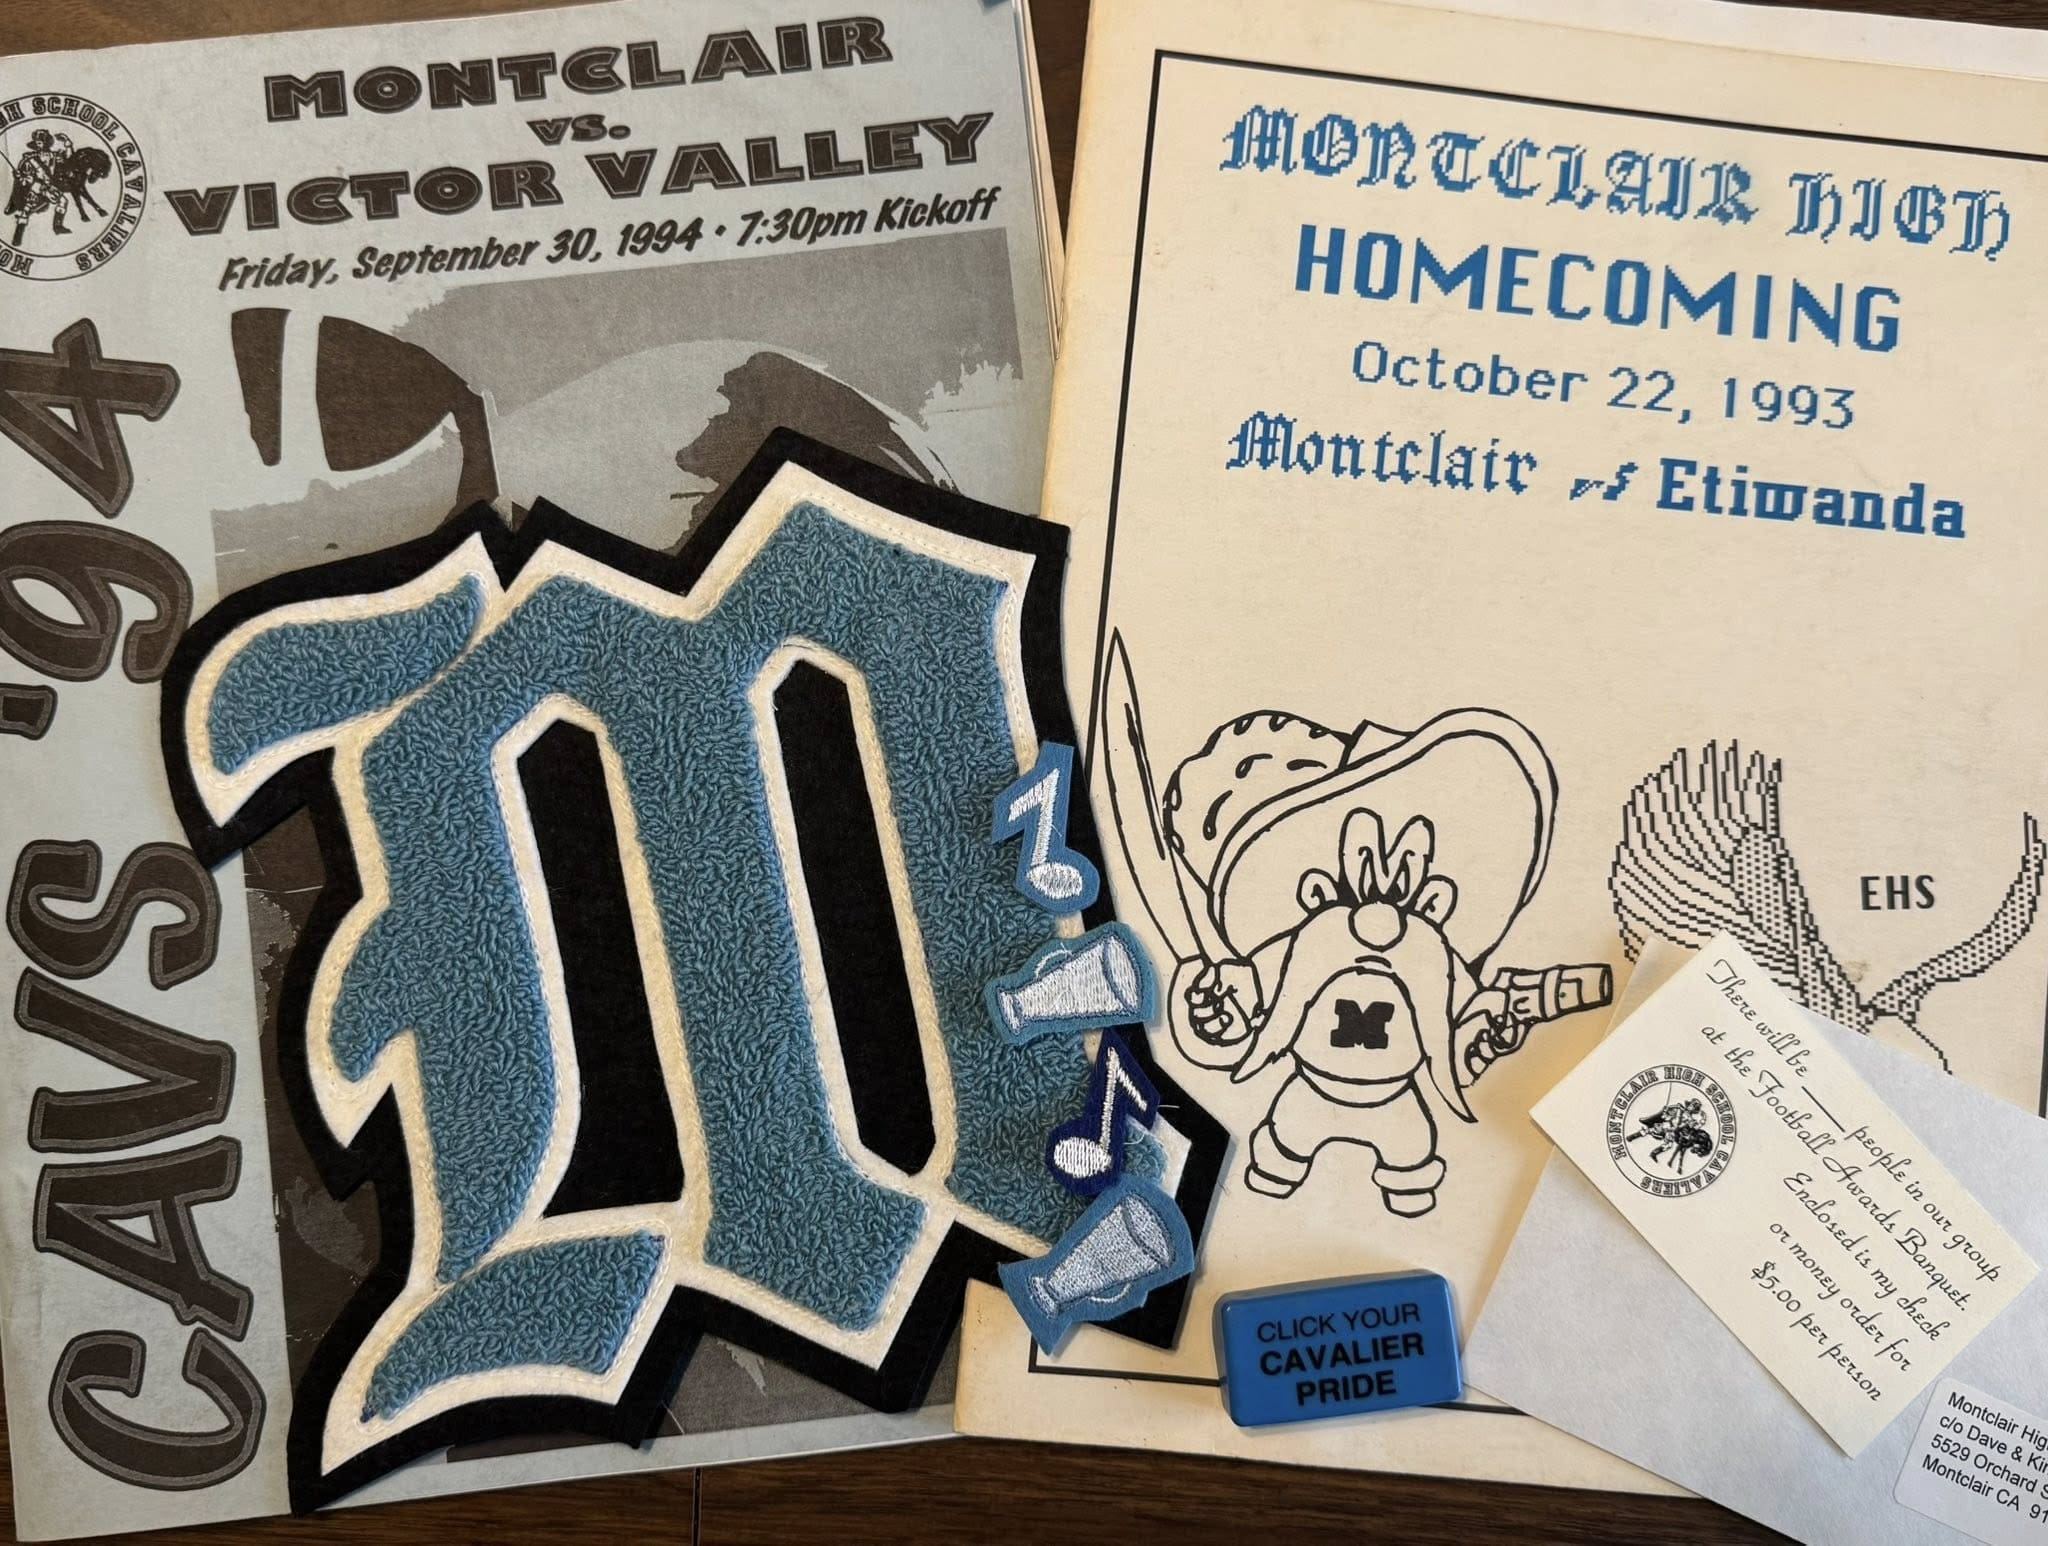 MONTCLAIR
vs.
VICTOR VALLEY
Friday, September 30, 1994 • 7:30pm Kickoff
HIGH SCHOOL CAVALIERS
CAVS '94
M
MONTCLAIR HIGH
HOMECOMING
October 22, 1993
Montclair vs Etiwanda
M
EHS
CLICK YOUR
CAVALIER
PRIDE
There will be ____ people in our group
at the Football Awards Banquet.
Enclosed is my check
or money order for
$5.00 per person
MONTCLAIR HIGH SCHOOL CAVALIERS
Montclair
c/o Dave &
5529 Orchard
Montclair CA